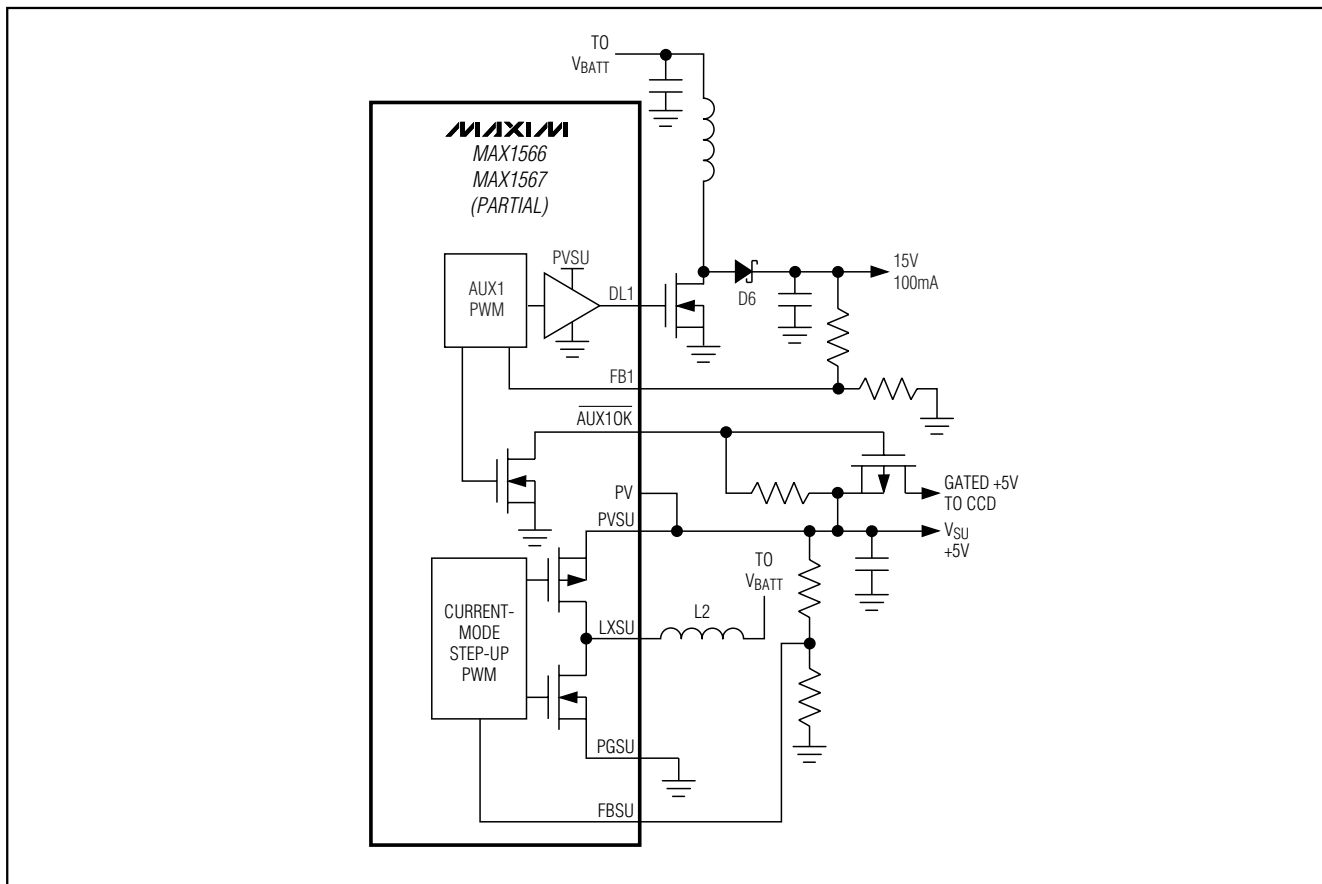 TO
VBATT
MAXIM
MAX1566
MAX1567
(PARTIAL)
PVSU
AUX1
PWM
DL1
D6
15V
100mA
FB1
AUX1OK
GATED +5V
TO CCD
PV
PVSU
VSU
+5V
TO
VBATT
CURRENT-
MODE
STEP-UP
PWM
LXSU
L2
PGSU
FBSU